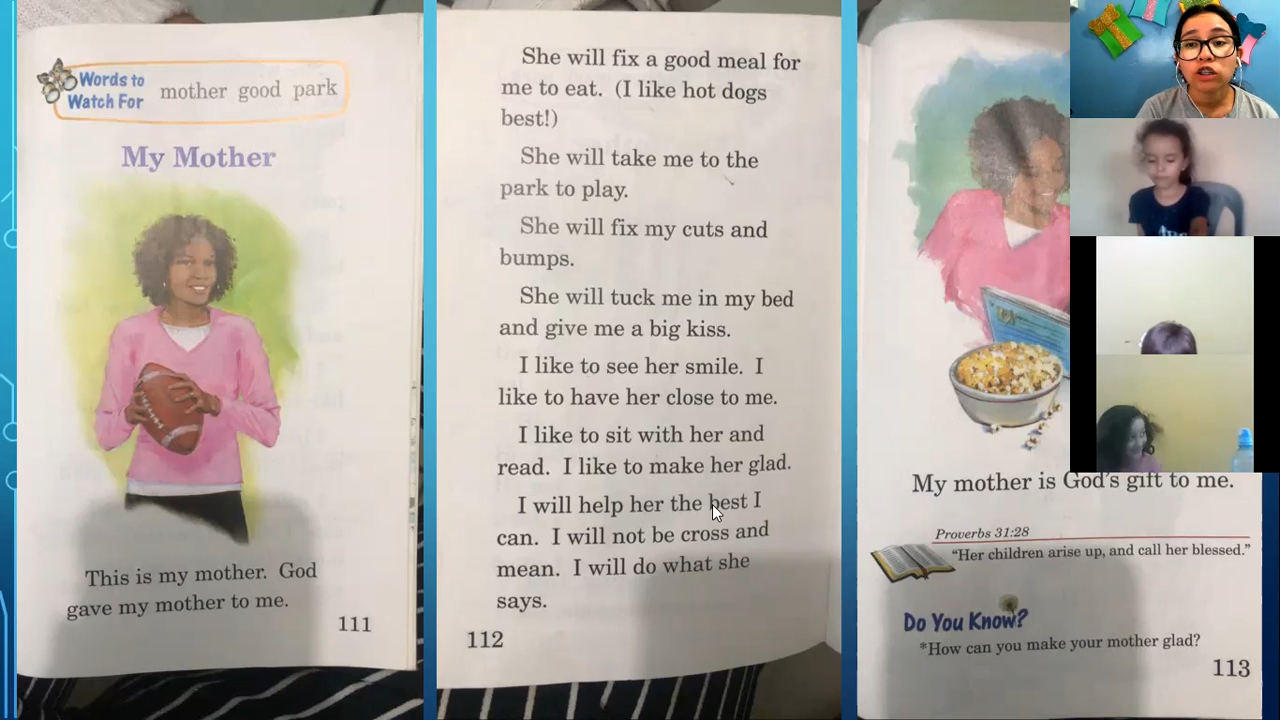 Words to
Watch For
mother good park
My Mother
This is my mother. God
gave my mother to me.
111
She will fix a good meal for
me to eat. (I like hot dogs
best!)
She will take me to the
park to play.
She will fix my cuts and
bumps.
She will tuck me in my bed
and give me a big kiss.
I like to see her smile. I
like to have her close to me.
I like to sit with her and
read. I like to make her glad.
I will help her the best I
can. I will not be cross and
mean. I will do what she
says.
112
My mother is God's gift to me.
Proverbs 31:28
"Her children arise up, and call her blessed."
Do You Know?
*How can you make your mother glad?
113